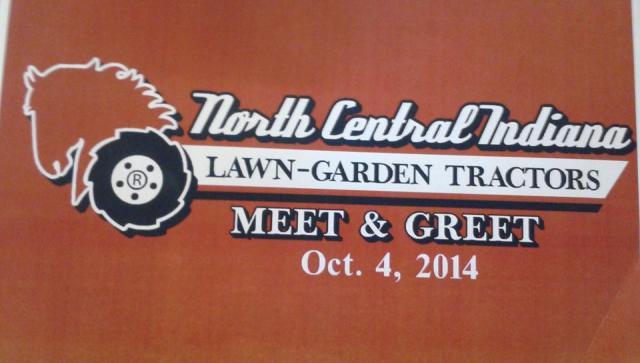 North Central Indiana
®
LAWN-GARDEN TRACTORS
MEET & GREET
Oct. 4, 2014